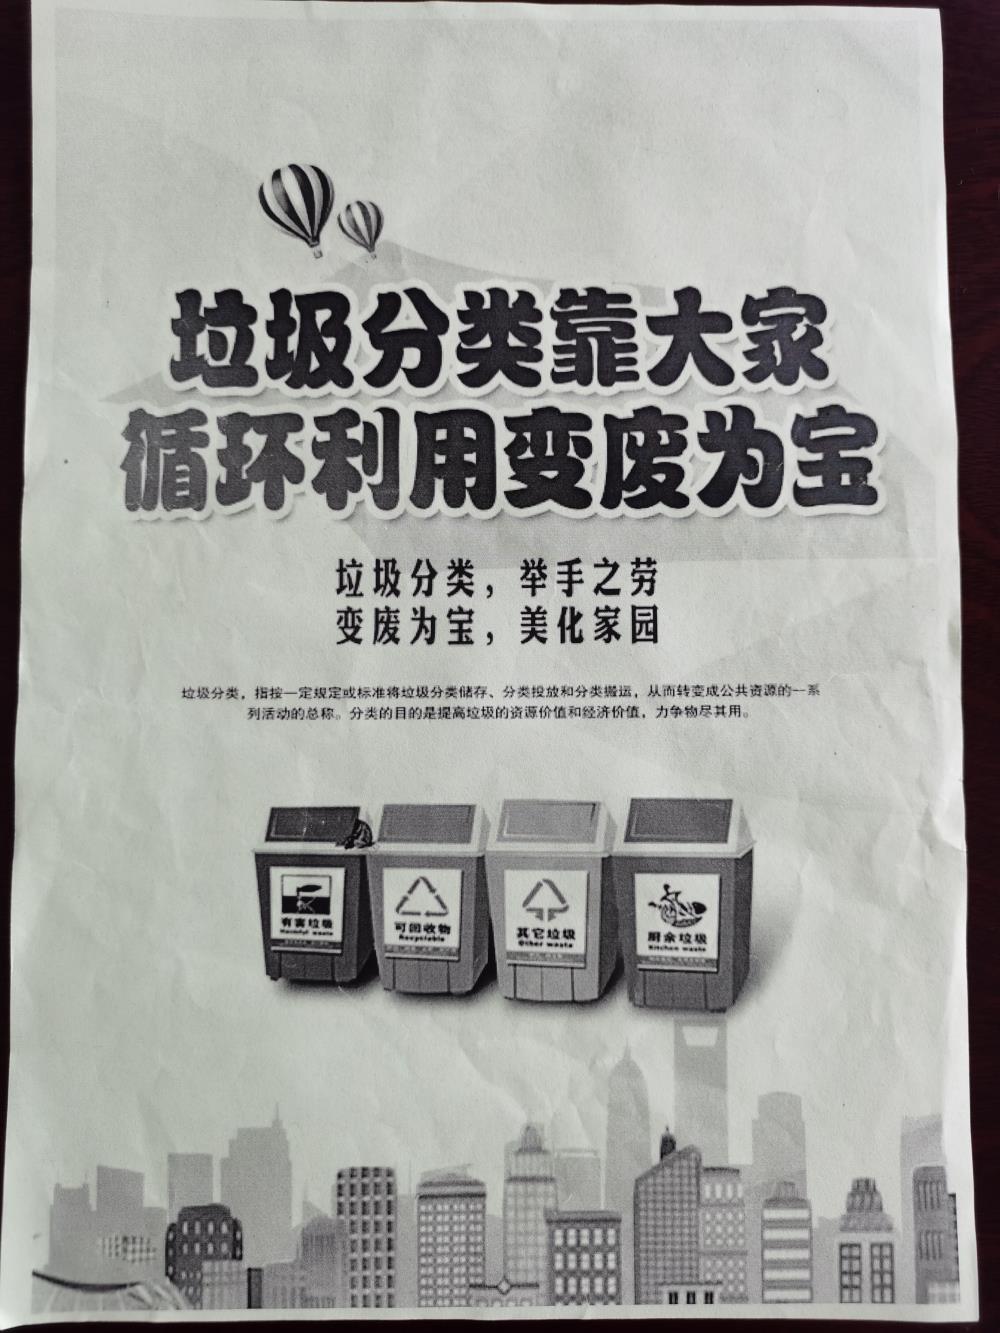 垃圾分类靠大家
循环利用变废为宝
垃圾分类，举手之劳
变废为宝，美化家园
垃圾分类，指按一定规定或标准将垃圾分类储存、分类投放和分类搬运，从而转变成公共资源的一系
列活动的总称。分类的目的是提高垃圾的资源价值和经济价值，力争物尽其用。
有害垃圾
Harmful waste
可回收物
Recyclable
其它垃圾
Other waste
厨余垃圾
Kitchen waste